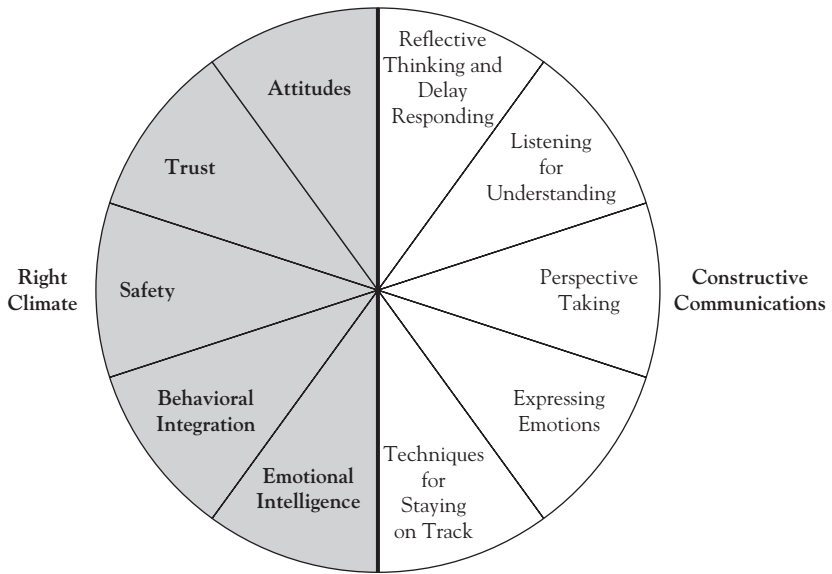 Attitudes
Trust
Safety
Behavioral
Integration
Emotional
Intelligence
Right
Climate
Reflective
Thinking and
Delay
Responding
Listening
for
Understanding
Perspective
Taking
Expressing
Emotions
Techniques
for
Staying
on Track
Constructive
Communications